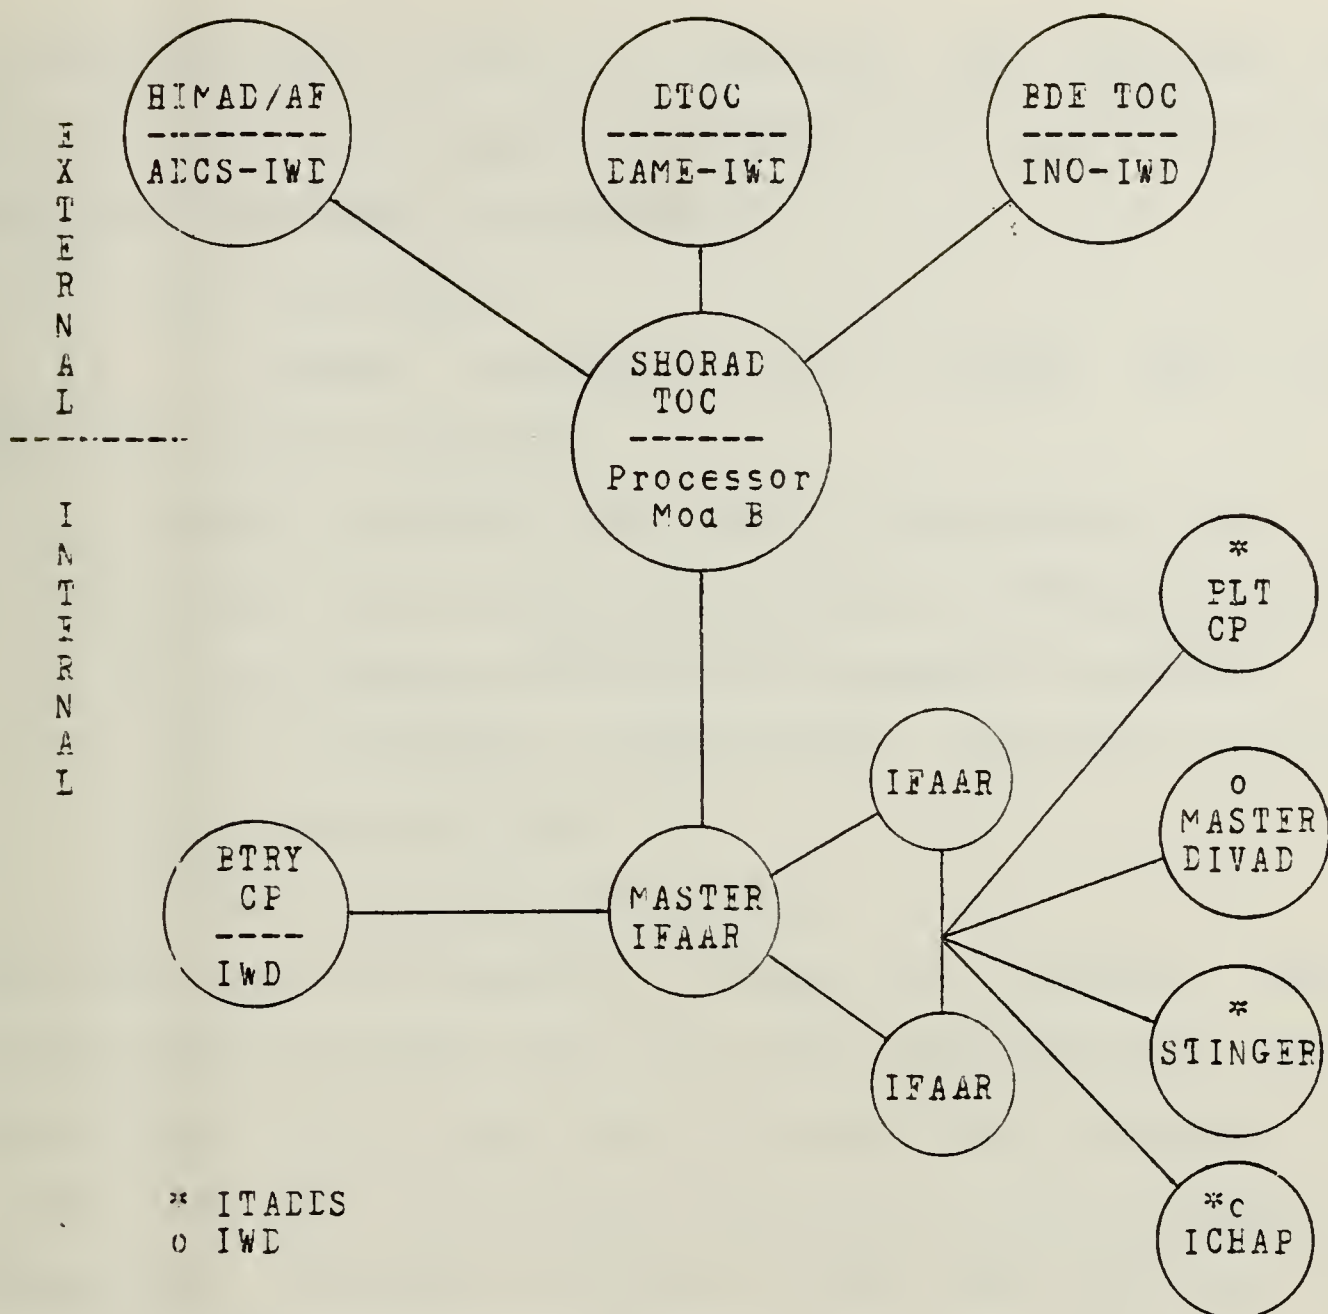 EXTERNAL
INTERNAL
HIMAD/AF
ADCS-IWD
DTOC
DAME-IWD
BDE TOC
INO-IWD
SHORAD
TOC
Processor
Mod B
*
PLT
CP
IFAAR
o
MASTER
DIVAD
BTRY
CP
IWD
MASTER
IFAAR
*
STINGER
IFAAR
*o
ICHAP
* ITADDS
o IWD